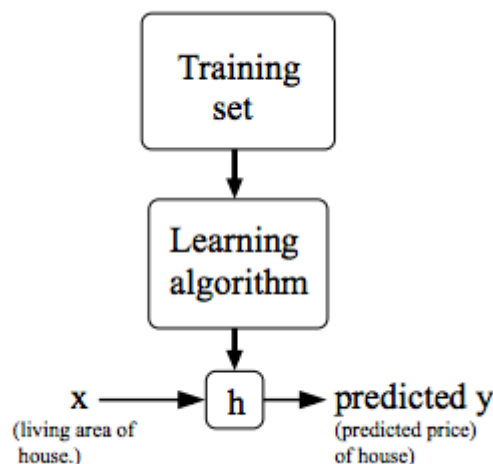 Training
set
Learning
algorithm
x
h
predicted y
(living area of
house.)
(predicted price)
of house)